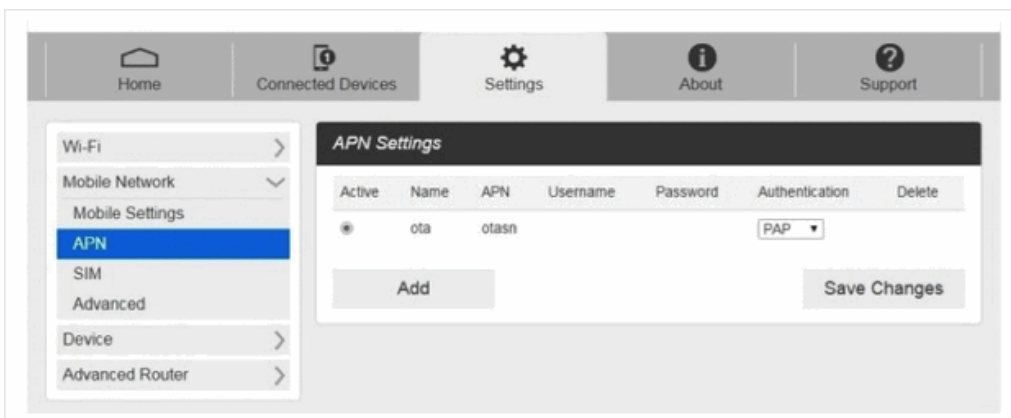 1
Home
Connected Devices
Settings
About
Support
Wi-Fi
Mobile Network
Mobile Settings
APN
SIM
Advanced
Device
Advanced Router
APN Settings
Active Name APN Username Password Authentication Delete
ota otasn PAP
Add Save Changes